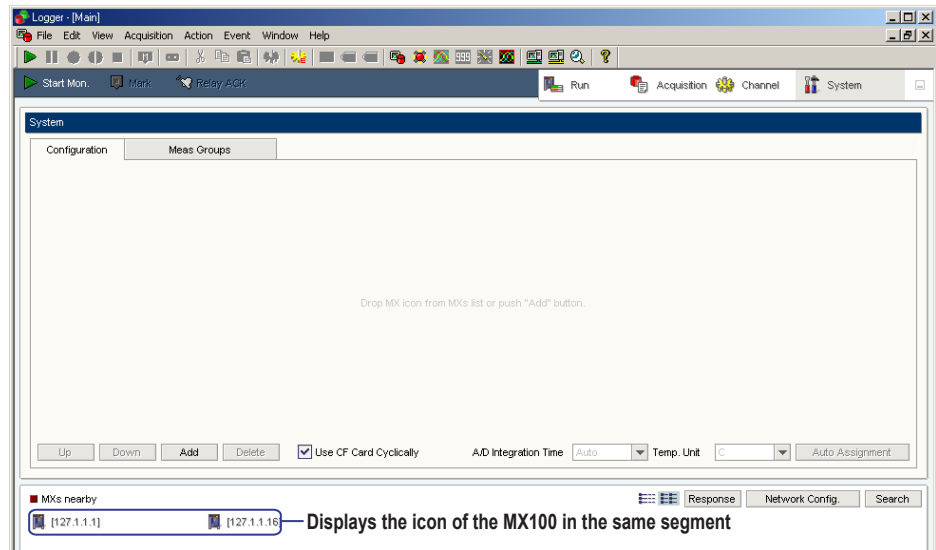 Logger - [Main]
File Edit View Acquisition Action Event Window Help
Start Mon. Mark Relay ACK Run Acquisition Channel System
System
Configuration Meas Groups
Drop MX icon from MXs list or push "Add" button.
Up Down Add Delete Use CF Card Cyclically A/D Integration Time Auto Temp. Unit C Auto Assignment
MXs nearby Response Network Config. Search
[127.1.1.1] [127.1.1.16] Displays the icon of the MX100 in the same segment